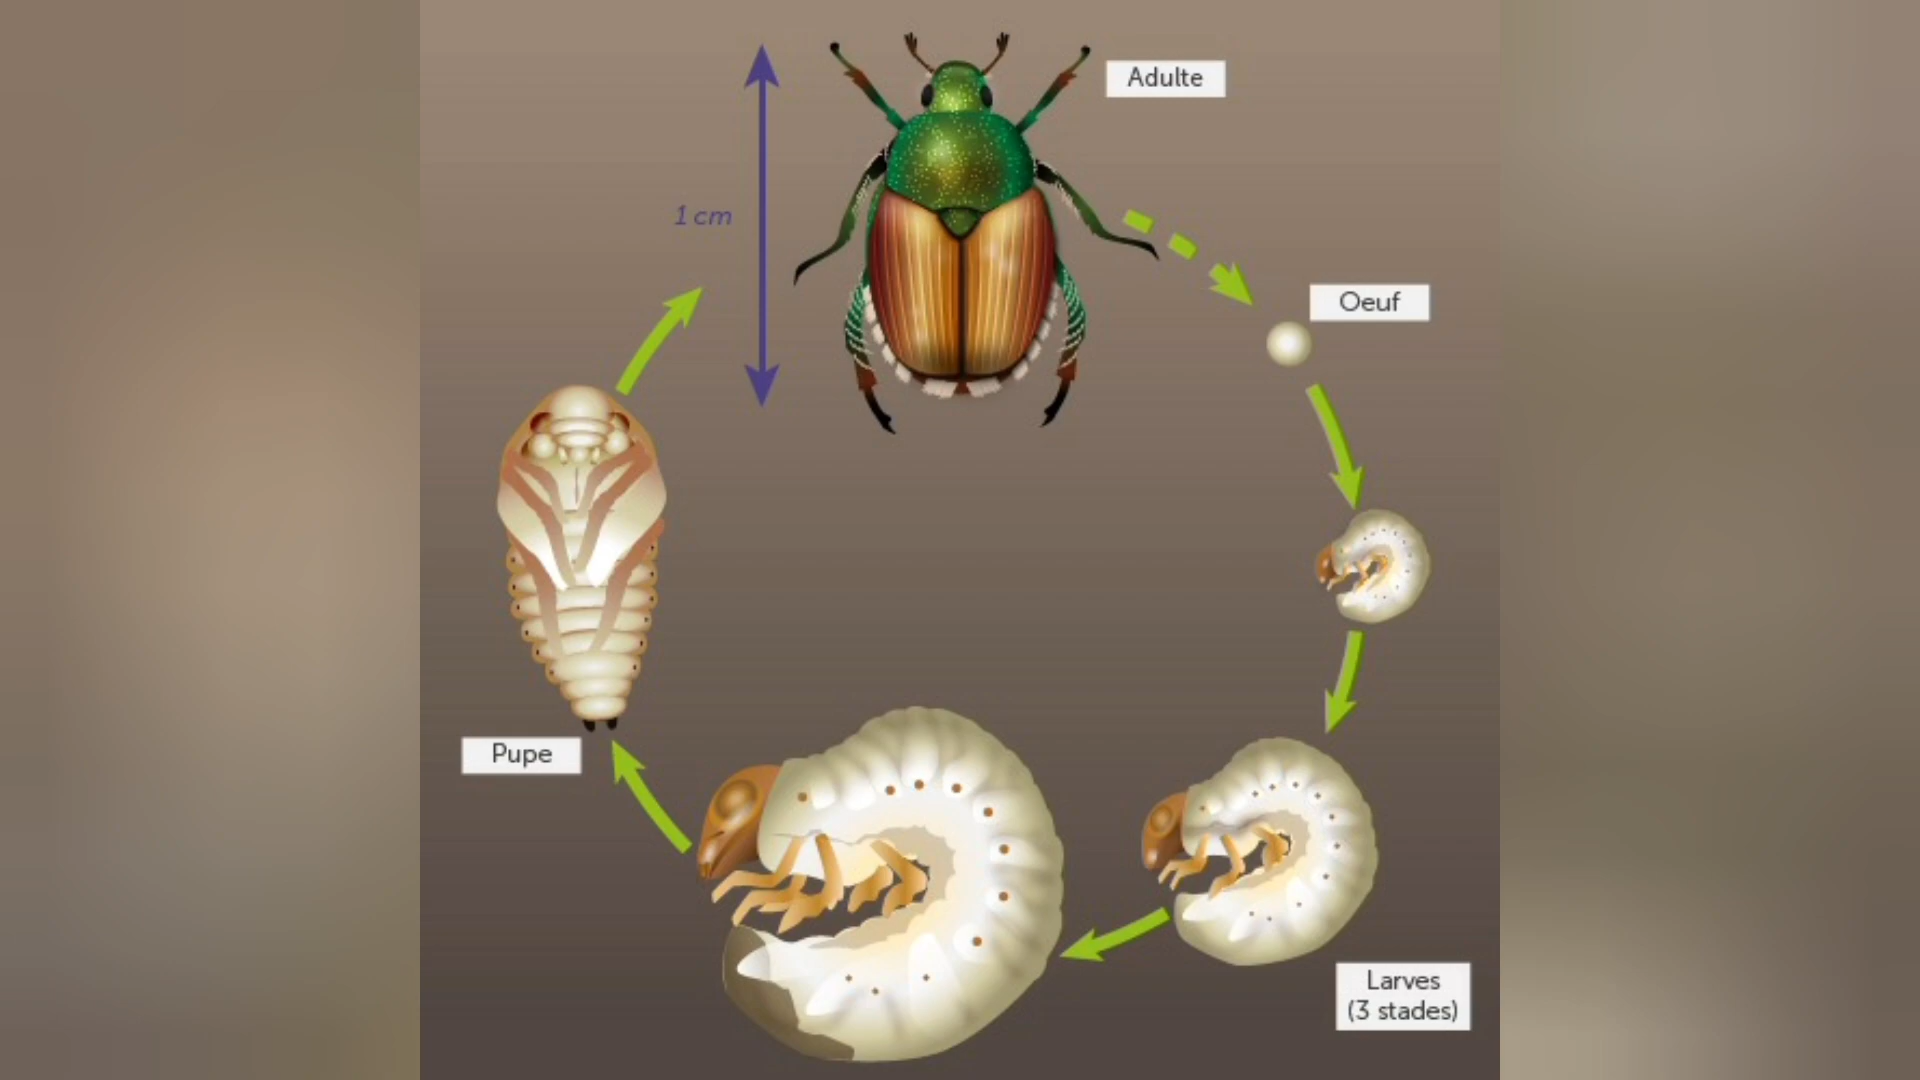 Adulte
1 cm
Oeuf
Pupe
Larves
(3 stades)